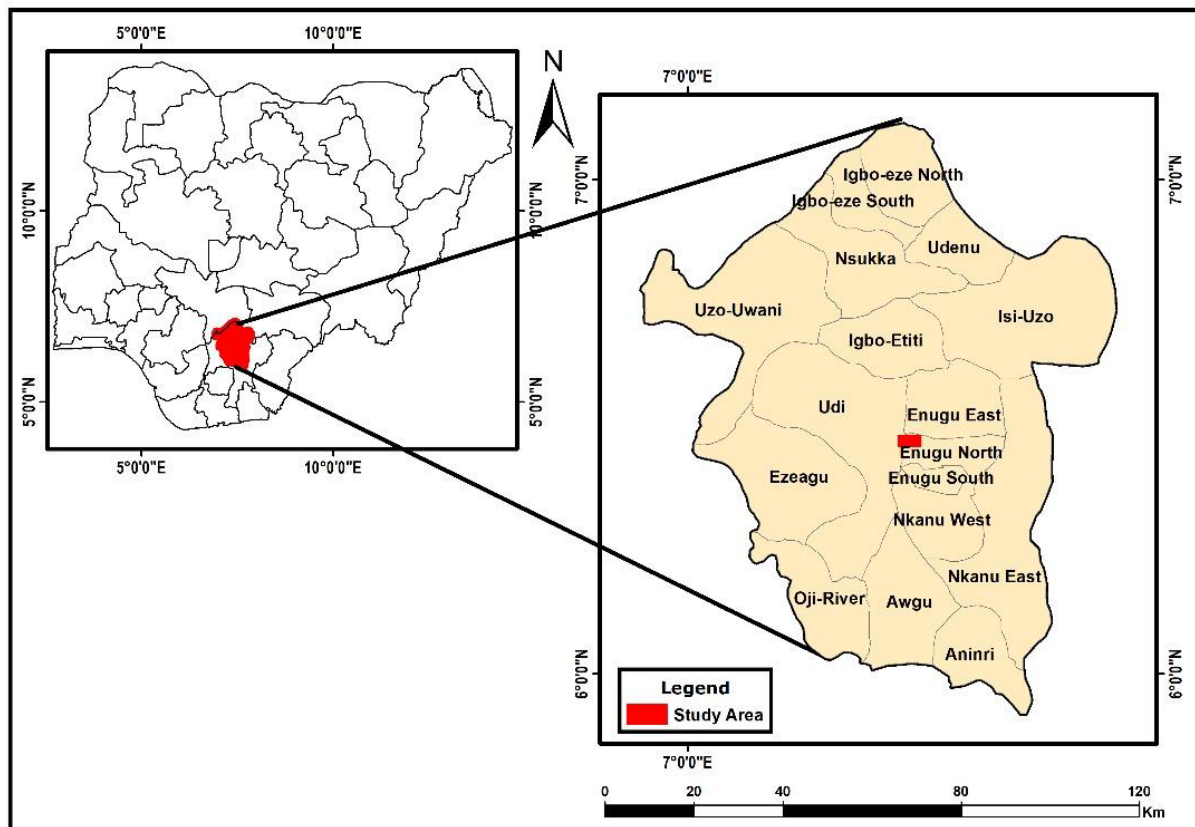 5°0'0"E
10°0'0"E
N
7°0'0"E
10°0'0"N
5°0'0"N
10°0'0"N
5°0'0"N
5°0'0"E
10°0'0"E
7°0'0"N
7°0'0"N
Igbo-eze North
Igbo-eze South
Udenu
Nsukka
Uzo-Uwani
Isi-Uzo
Igbo-Etiti
Udi
Enugu East
Enugu North
Ezeagu
Enugu South
Nkanu West
Nkanu East
Oji-River
Awgu
Aninri
6°0'0"N
6°0'0"N
Legend
Study Area
7°0'0"E
0 20 40 60 80 120
Km